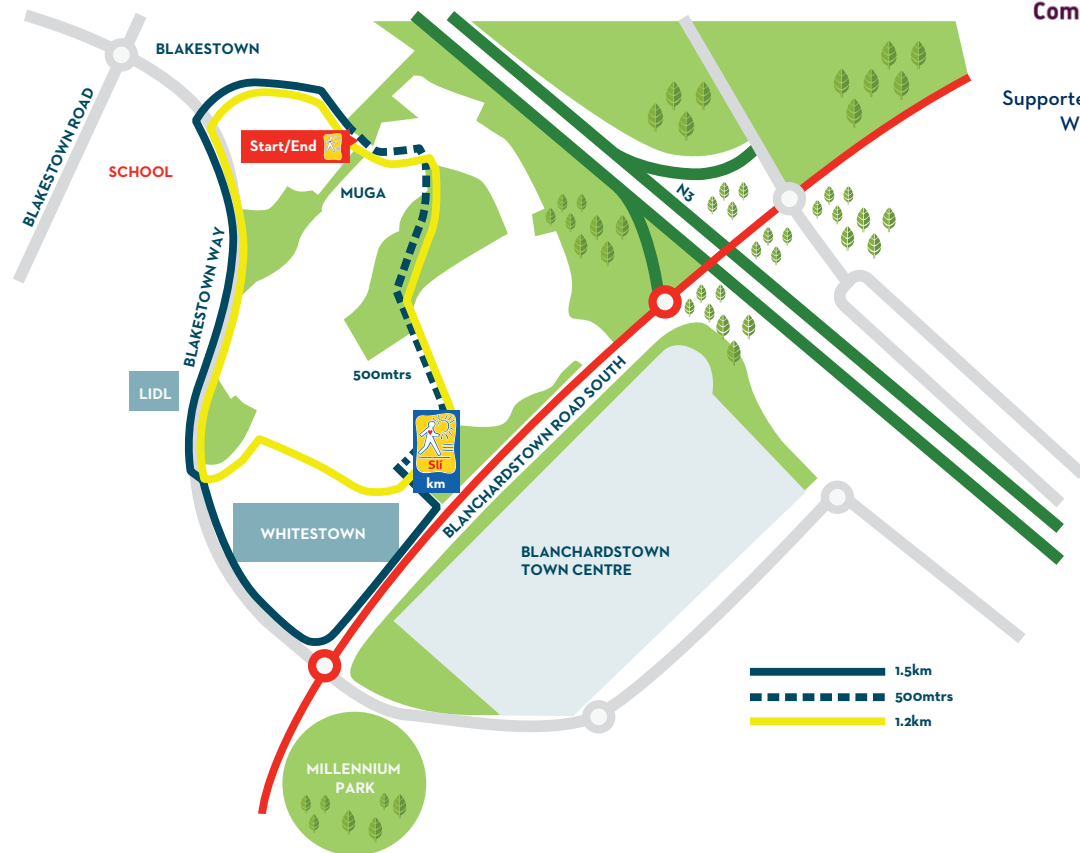 Com
Supporte
W
BLAKESTOWN
BLAKESTOWN ROAD
Start/End
SCHOOL
MUGA
N3
BLAKESTOWN WAY
500mtrs
LIDL
Slí
km
BLANCHARDSTOWN ROAD SOUTH
WHITESTOWN
BLANCHARDSTOWN
TOWN CENTRE
1.5km
500mtrs
1.2km
MILLENNIUM
PARK